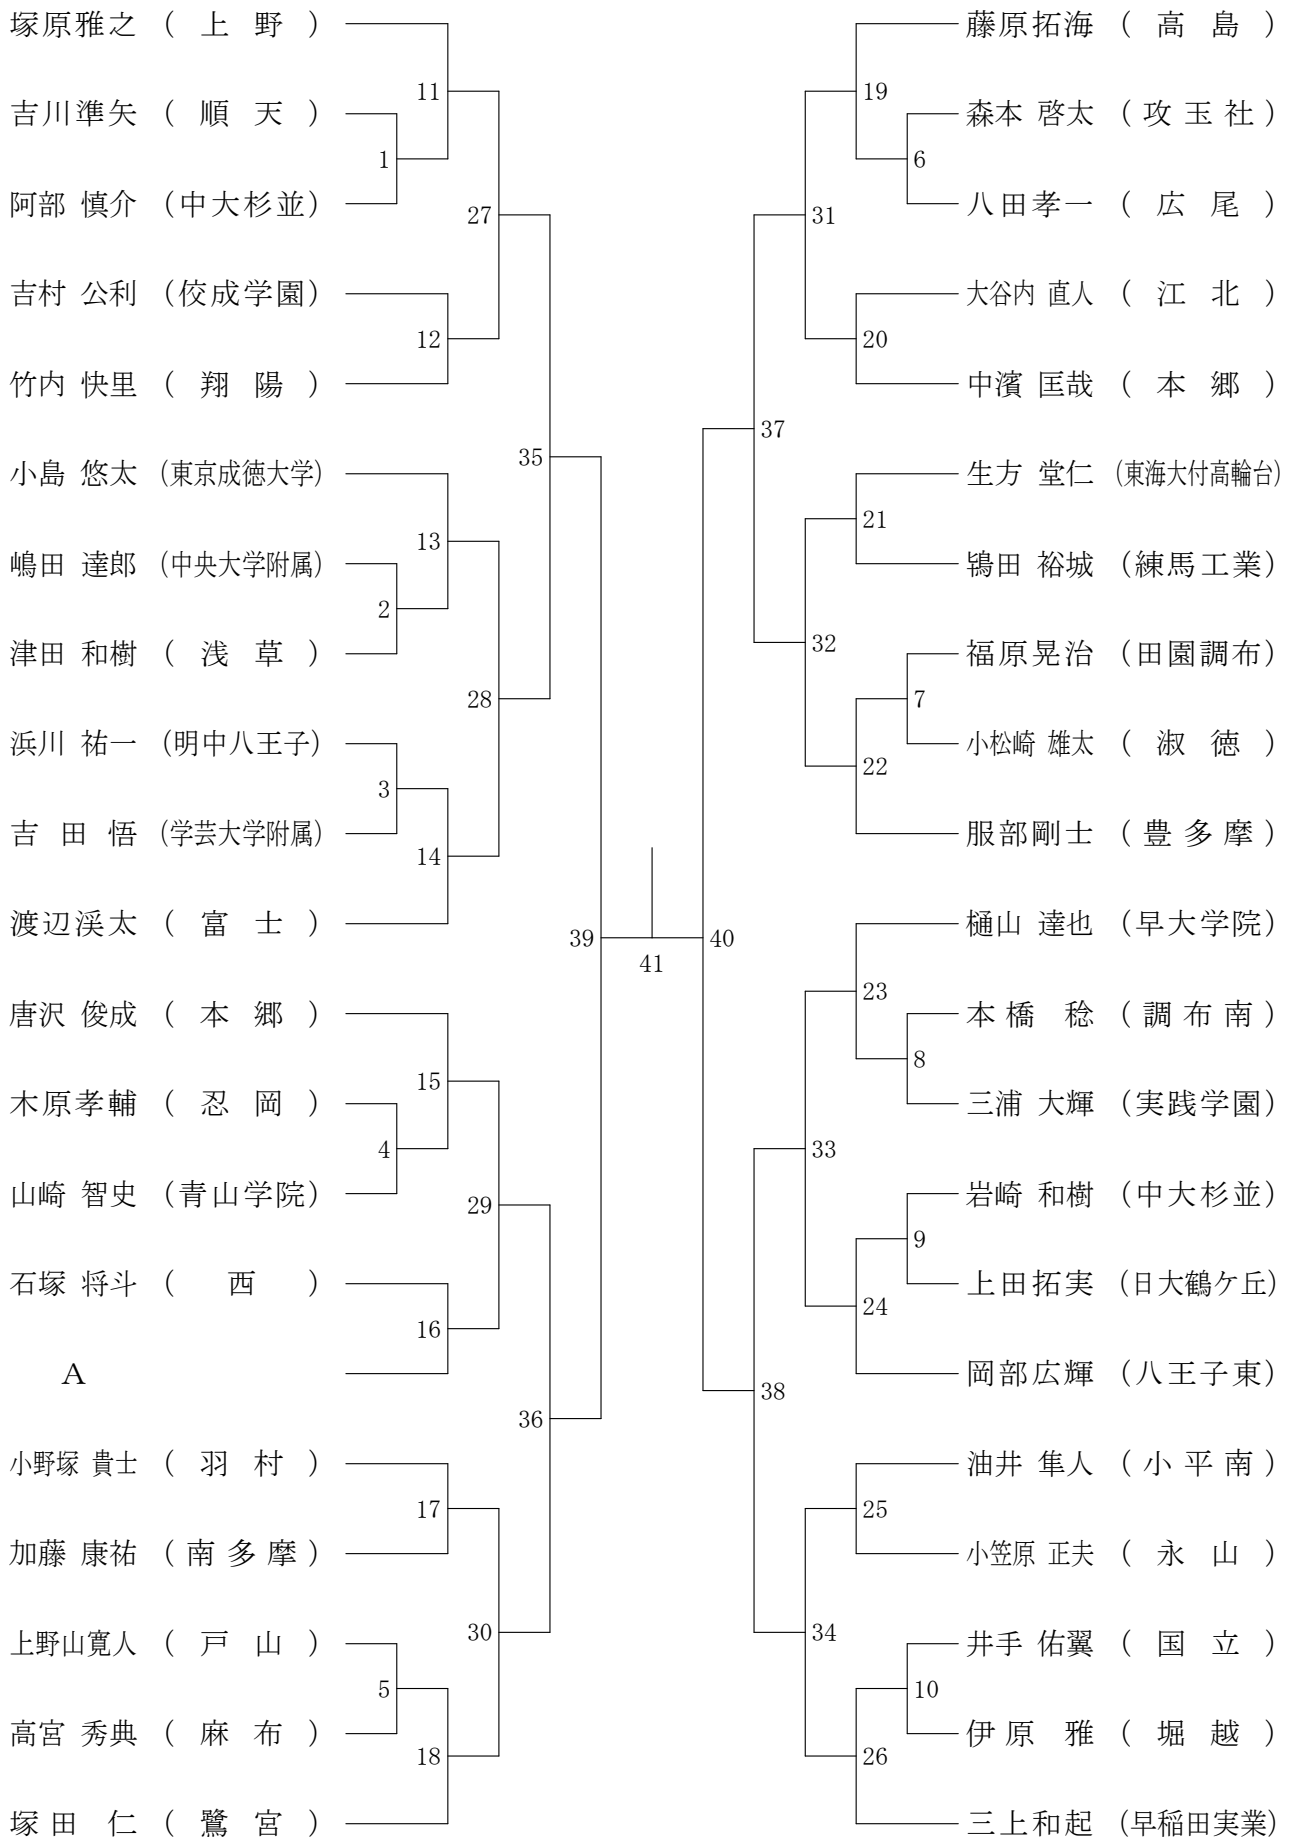 塚原雅之 ( 上 野 )
11
吉川準矢 ( 順 天 )
1
阿部 慎介 (中大杉並)
27
吉村 公利 (佼成学園)
12
竹内 快里 ( 翔 陽 )
35
小島 悠太 (東京成徳大学)
13
嶋田 達郎 (中央大学附属)
2
津田 和樹 ( 浅 草 )
28
浜川 祐一 (明中八王子)
3
吉 田 悟 (学芸大学附属)
14
渡辺渓太 ( 富 士 )
39
唐沢 俊成 ( 本 郷 )
15
木原孝輔 ( 忍 岡 )
4
山崎 智史 (青山学院)
29
石塚 将斗 ( 西 )
16
A
36
小野塚 貴士 ( 羽 村 )
17
加藤 康祐 ( 南 多 摩 )
30
上野山寛人 ( 戸 山 )
5
高宮 秀典 ( 麻 布 )
18
塚 田 仁 ( 鷺 宮 )
41
藤原拓海 ( 高 島 )
19
森本 啓太 ( 攻 玉 社 )
6
八田孝一 ( 広 尾 )
31
大谷内 直人 ( 江 北 )
20
中濱 匡哉 ( 本 郷 )
37
生方 堂仁 (東海大付高輪台)
21
鴇田 裕城 (練馬工業)
32
福原晃治 (田園調布)
7
小松崎 雄太 ( 淑 徳 )
22
服部剛士 ( 豊 多 摩 )
樋山 達也 (早大学院)
40
23
本 橋 稔 ( 調 布 南 )
8
三浦 大輝 (実践学園)
33
岩崎 和樹 (中大杉並)
9
上田拓実 (日大鶴ケ丘)
24
岡部広輝 (八王子東)
38
油井 隼人 ( 小 平 南 )
25
小笠原 正夫 ( 永 山 )
34
井手 佑翼 ( 国 立 )
10
伊 原 雅 ( 堀 越 )
26
三上和起 (早稲田実業)